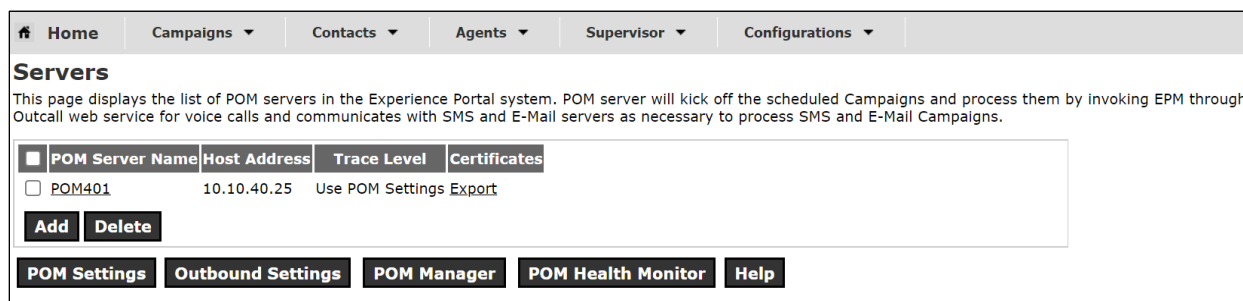 Home Campaigns Contacts Agents Supervisor Configurations
Servers
This page displays the list of POM servers in the Experience Portal system. POM server will kick off the scheduled Campaigns and process them by invoking EPM through
Outcall web service for voice calls and communicates with SMS and E-Mail servers as necessary to process SMS and E-Mail Campaigns.
POM Server Name Host Address Trace Level Certificates
POM401 10.10.40.25 Use POM Settings Export
Add Delete
POM Settings Outbound Settings POM Manager POM Health Monitor Help